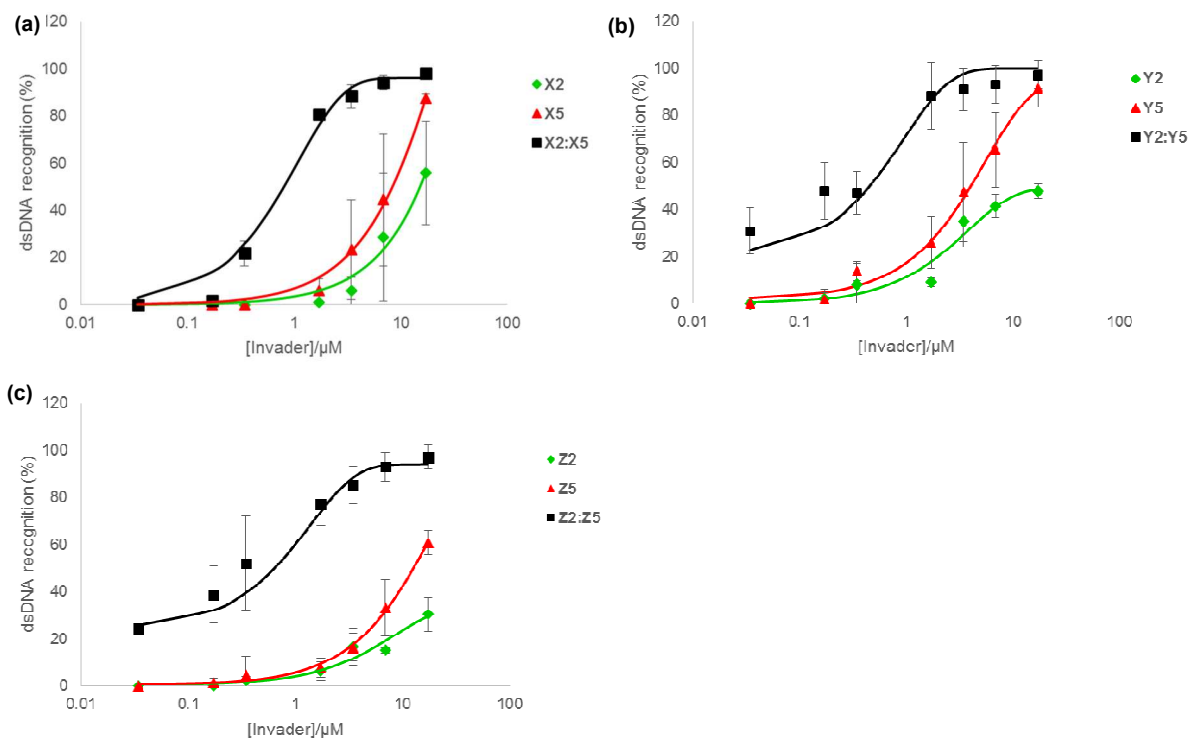 (a)
120
100
80
60
40
20
0
0.01
0.1
1
10
100
dsDNA recognition (%)
[Invader]/µM
X2
X5
X2:X5
(b)
120
100
80
60
40
20
0
0.01
0.1
1
10
100
dsDNA recognition (%)
[Invader]/µM
Y2
Y5
Y2:Y5
(c)
120
100
80
60
40
20
0
0.01
0.1
1
10
100
dsDNA recognition (%)
[Invader]/µM
Z2
Z5
Z2:Z5